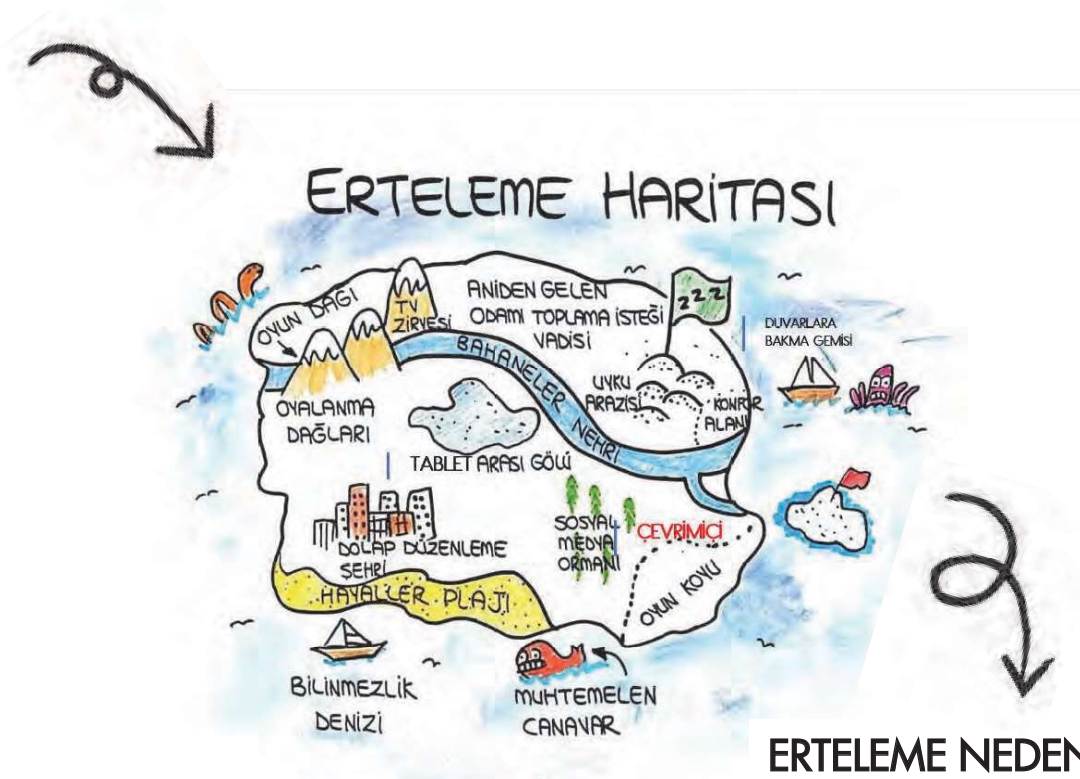 ERTELEME HARİTASI
OYUN DAĞI
TV
ZİRVESİ
ANİDEN GELEN
ODAMI TOPLAMA İSTEĞİ
VADİSİ
ZZZ
DUVARLARA
BAKMA GEMİSİ
BAHANELER NEHRİ
UYKU
ARAZİSİ
KONFOR
ALANI
OYALANMA
DAĞLARI
TABLET ARASI GÖLÜ
SOSYAL
MEDYA
ORMANI
ÇEVRİMİÇİ
OYUN KOYU
H
DOLAP DÜZENLEME
ŞEHRİ
HAYALLER PLAJI
BİLİNMEZLİK
DENİZİ
MUHTEMELEN
CANAVAR
ERTELEME NEDEN